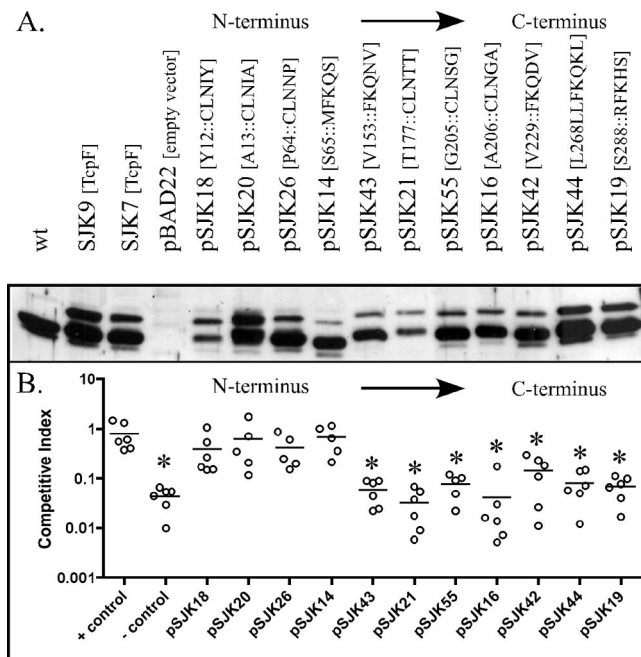 A.
N-terminus
C-terminus
wt
SJK9 [TcpF]
SJK7 [TcpF]
pBAD22 [empty vector]
pSJK18 [Y12::CLNIY]
pSJK20 [A13::CLNIA]
pSJK26 [P64::CLNNP]
pSJK14 [S65::MFKQS]
pSJK43 [V153::FKQNV]
pSJK21 [T177::CLNTT]
pSJK55 [G205::CLNSG]
pSJK16 [A206::CLNGA]
pSJK42 [V229::FKQDV]
pSJK44 [L268LLFKQKL]
pSJK19 [S288::RFKHS]
B.
N-terminus
C-terminus
Competitive Index
10
1
0.1
0.01
0.001
*
*
*
*
*
*
*
*
+ control
- control
pSJK18
pSJK20
pSJK26
pSJK14
pSJK43
pSJK21
pSJK55
pSJK16
pSJK42
pSJK44
pSJK19